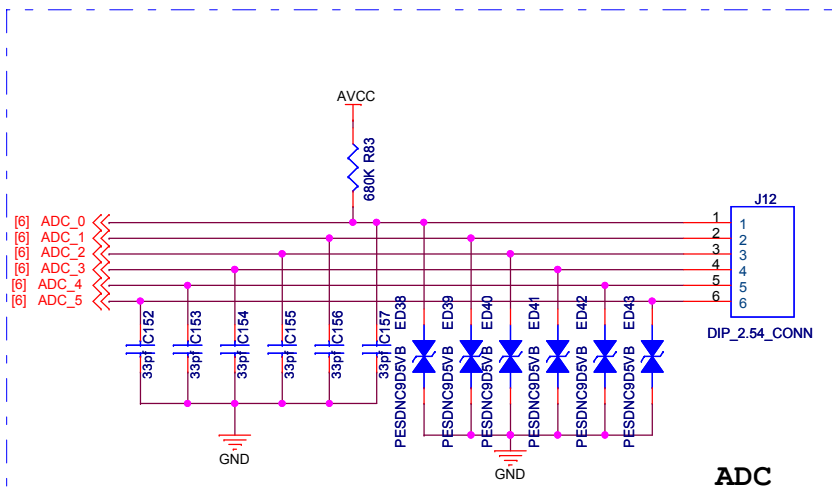 AVCC
680K R83
J12
[6] ADC_0 1 1
[6] ADC_1 2 2
[6] ADC_2 3 3
[6] ADC_3 4 4
[6] ADC_4 5 5
[6] ADC_5 6 6
DIP_2.54_CONN
33pf C152
33pf C153
33pf C154
33pf C155
33pf C156
33pf C157
PESDNC9D5VB ED38
PESDNC9D5VB ED39
PESDNC9D5VB ED40
PESDNC9D5VB ED41
PESDNC9D5VB ED42
PESDNC9D5VB ED43
GND
GND
ADC